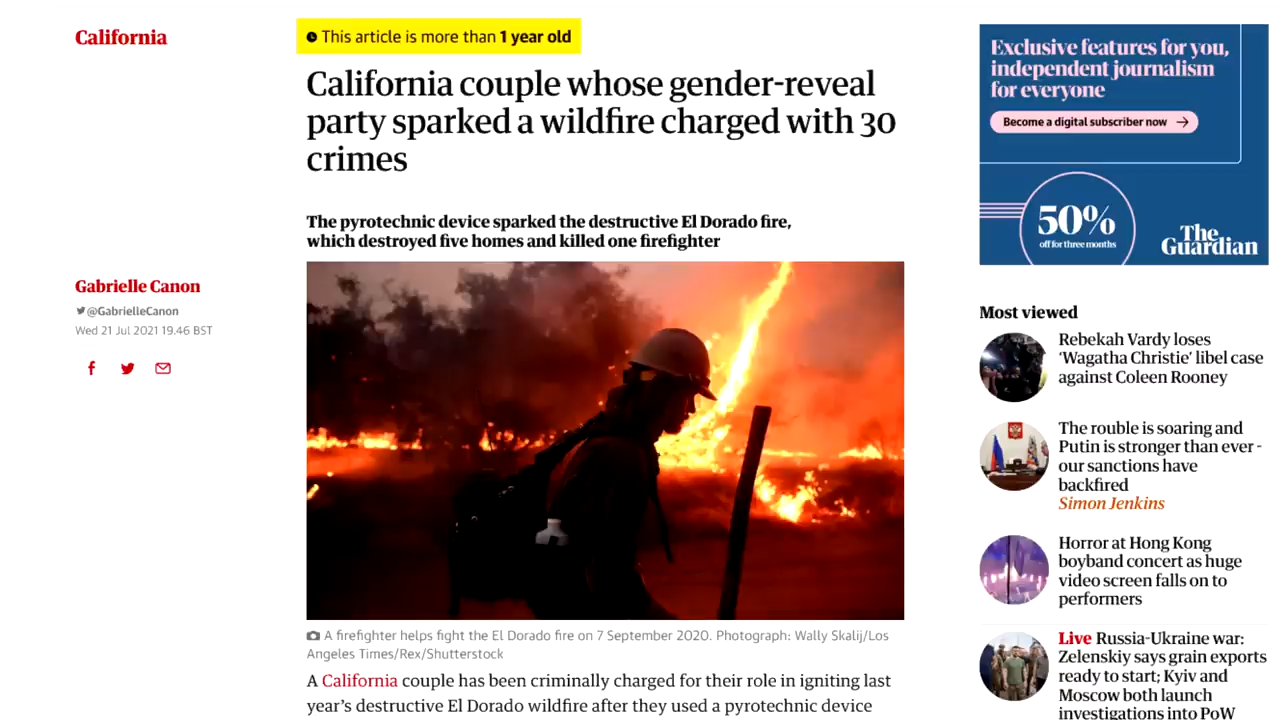 California
This article is more than 1 year old
California couple whose gender-reveal
party sparked a wildfire charged with 30
crimes
The pyrotechnic device sparked the destructive El Dorado fire,
which destroyed five homes and killed one firefighter
Gabrielle Canon
@GabrielleCanon
Wed 21 Jul 2021 19.46 BST
A firefighter helps fight the El Dorado fire on 7 September 2020. Photograph: Wally Skalij/Los
Angeles Times/Rex/Shutterstock
A California couple has been criminally charged for their role in igniting last
year's destructive El Dorado wildfire after they used a pyrotechnic device
Exclusive features for you,
independent journalism
for everyone
Become a digital subscriber now
50%
off for three months
The
Guardian
Most viewed
Rebekah Vardy loses
‘Wagatha Christie’ libel case
against Coleen Rooney
The rouble is soaring and
Putin is stronger than ever -
our sanctions have
backfired
Simon Jenkins
Horror at Hong Kong
boyband concert as huge
video screen falls on to
performers
Live Russia-Ukraine war:
Zelenskiy says grain exports
ready to start; Kyiv and
Moscow both launch
investigations into PoW